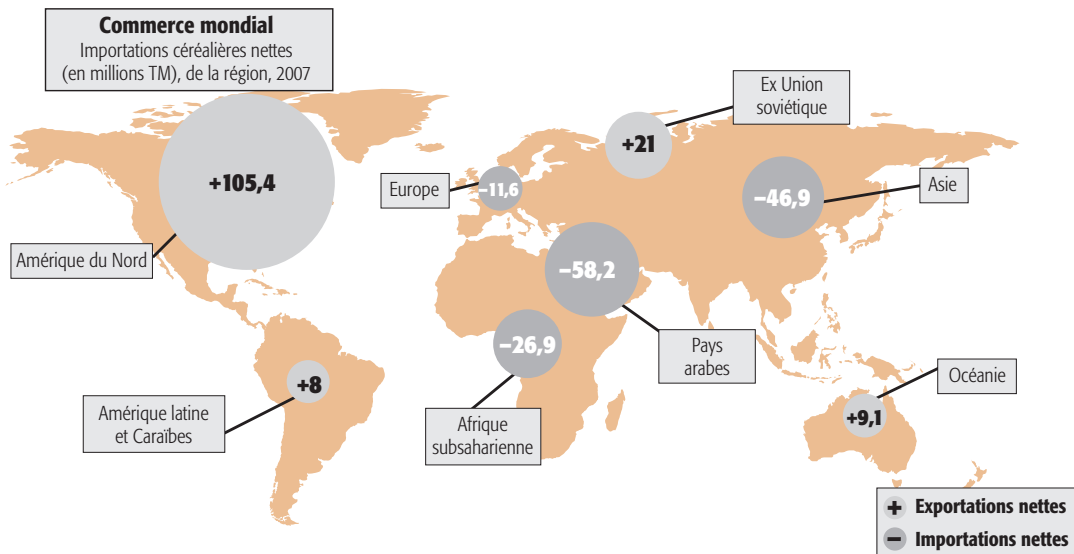 Commerce mondial
Importations céréalières nettes
(en millions TM), de la région, 2007
+105,4
Amérique du Nord
+8
Amérique latine
et Caraïbes
Europe
–11,6
+21
Ex Union
soviétique
–46,9
Asie
–58,2
Pays
arabes
–26,9
Afrique
subsaharienne
Océanie
+9,1
+ Exportations nettes
– Importations nettes